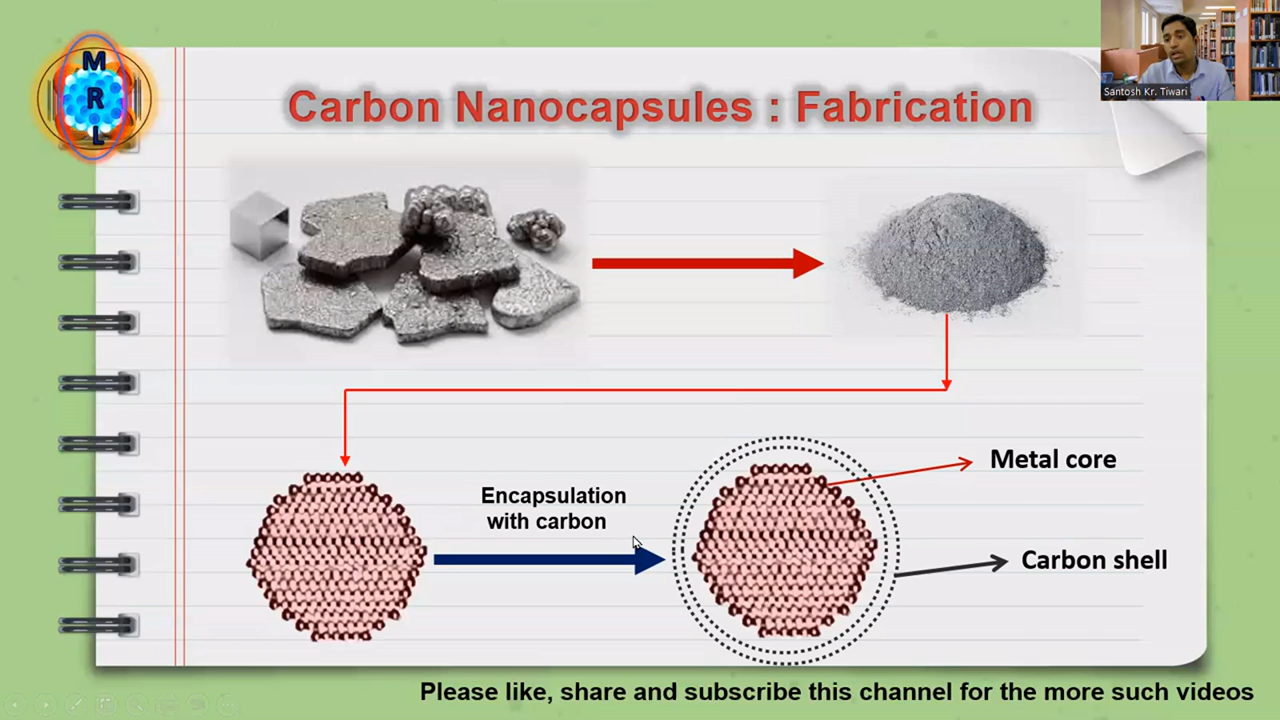 M
R
L
Carbon Nanocapsules : Fabrication
Santosh Kr. Tiwari
Encapsulation
with carbon
Metal core
Carbon shell
Please like, share and subscribe this channel for the more such videos